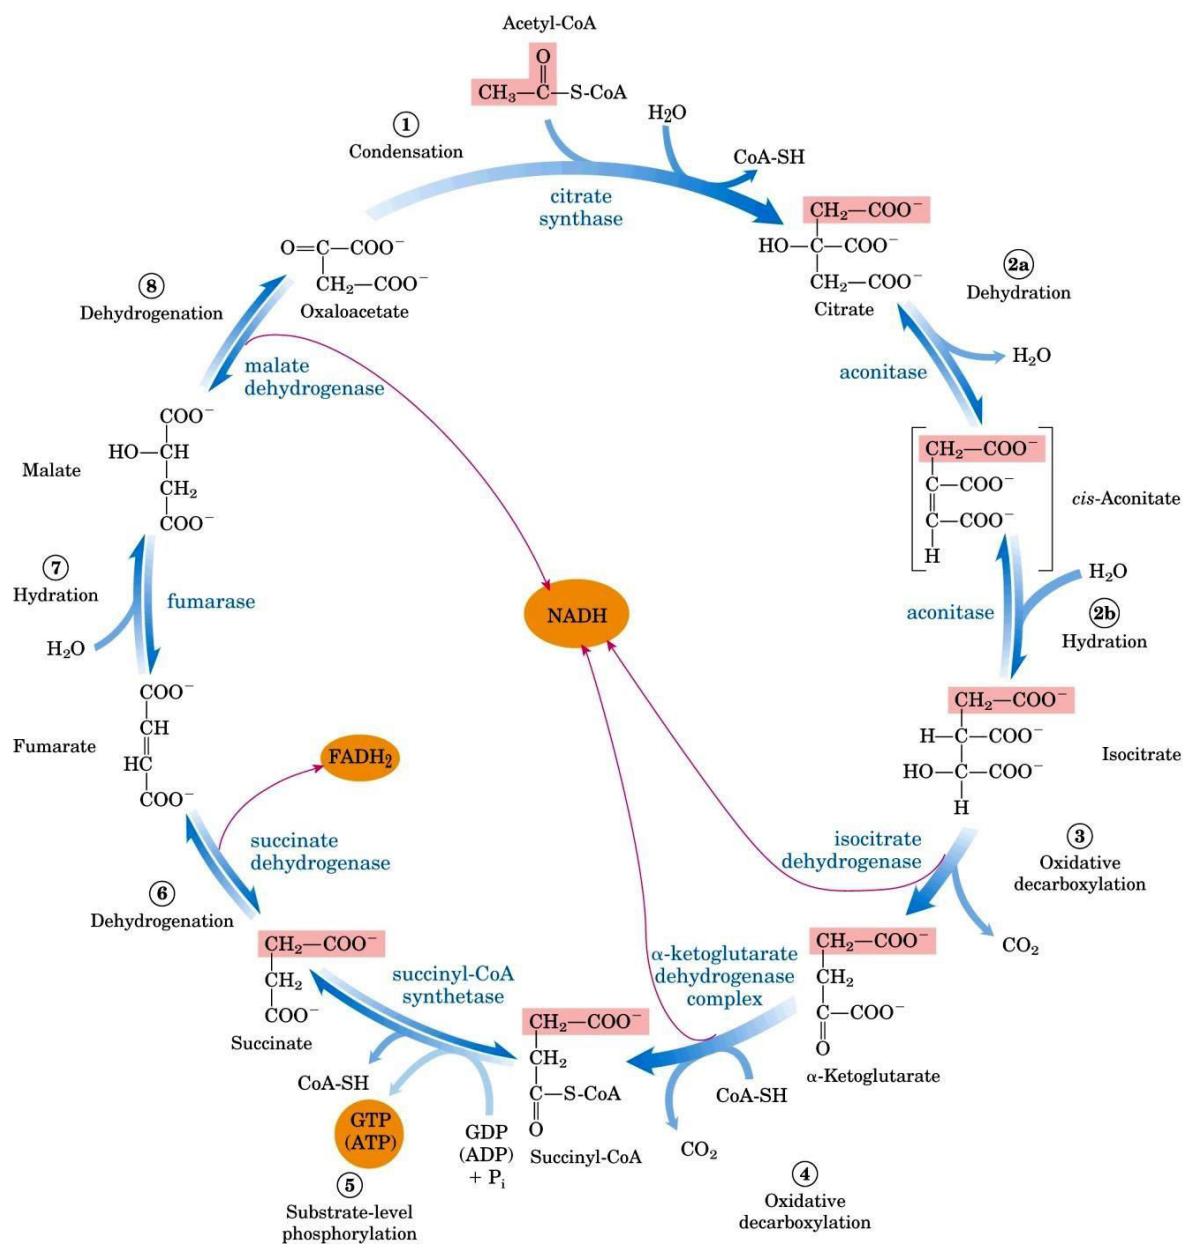 Acetyl-CoA
O
CH₃—C—S-CoA
H₂O
①
Condensation
CoA-SH
citrate
synthase
CH₂—COO⁻
HO—C—COO⁻
CH₂—COO⁻
Citrate
O=C—COO⁻
CH₂—COO⁻
Oxaloacetate
2a
Dehydration
H₂O
aconitase
CH₂—COO⁻
C—COO⁻
C—COO⁻
H
cis-Aconitate
H₂O
aconitase
2b
Hydration
CH₂—COO⁻
H—C—COO⁻
HO—C—COO⁻
H
Isocitrate
③
Oxidative
decarboxylation
isocitrate
dehydrogenase
CO₂
CH₂—COO⁻
CH₂
C—COO⁻
O
α-Ketoglutarate
α-ketoglutarate
dehydrogenase
complex
CoA-SH
CO₂
④
Oxidative
decarboxylation
CH₂—COO⁻
CH₂
C—S-CoA
O
Succinyl-CoA
succinyl-CoA
synthetase
GDP
(ADP)
+ Pᵢ
CoA-SH
GTP
(ATP)
⑤
Substrate-level
phosphorylation
CH₂—COO⁻
CH₂
COO⁻
Succinate
⑥
Dehydrogenation
succinate
dehydrogenase
FADH₂
COO⁻
CH
HC
COO⁻
Fumarate
⑦
Hydration
H₂O
fumarase
COO⁻
HO—CH
CH₂
COO⁻
Malate
⑧
Dehydrogenation
malate
dehydrogenase
NADH